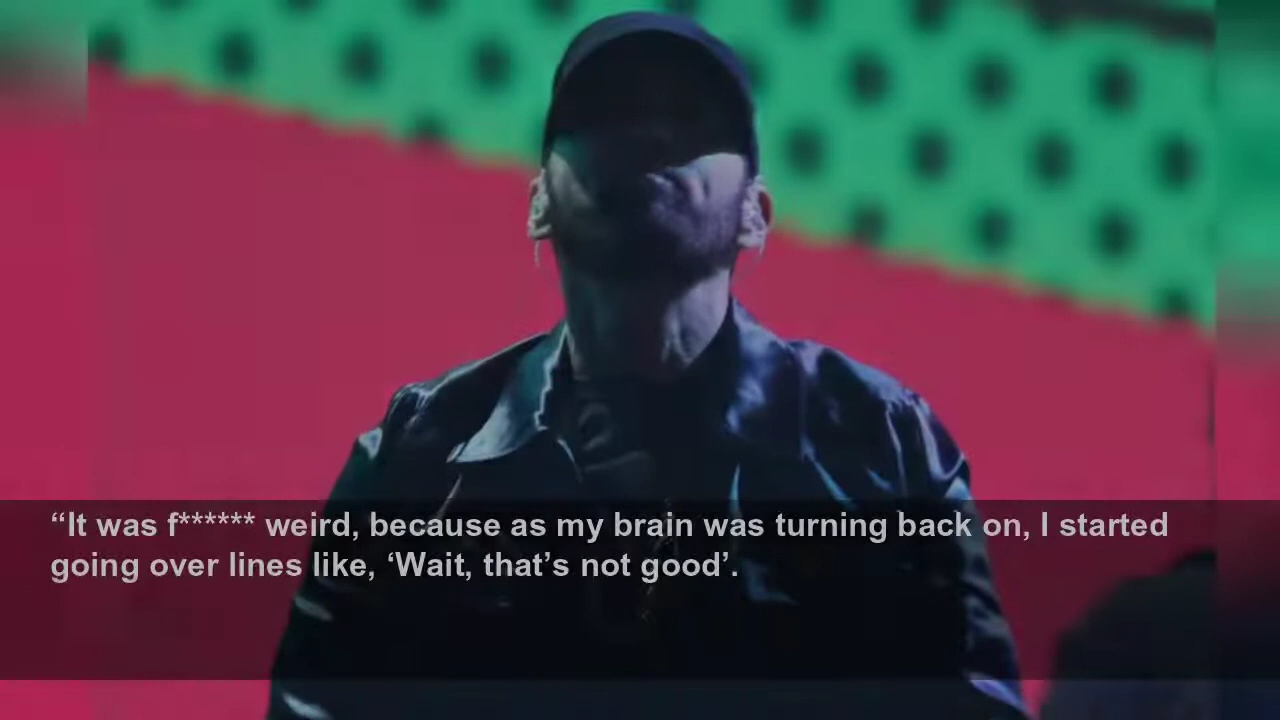 “It was f****** weird, because as my brain was turning back on, I started
going over lines like, ‘Wait, that’s not good’.